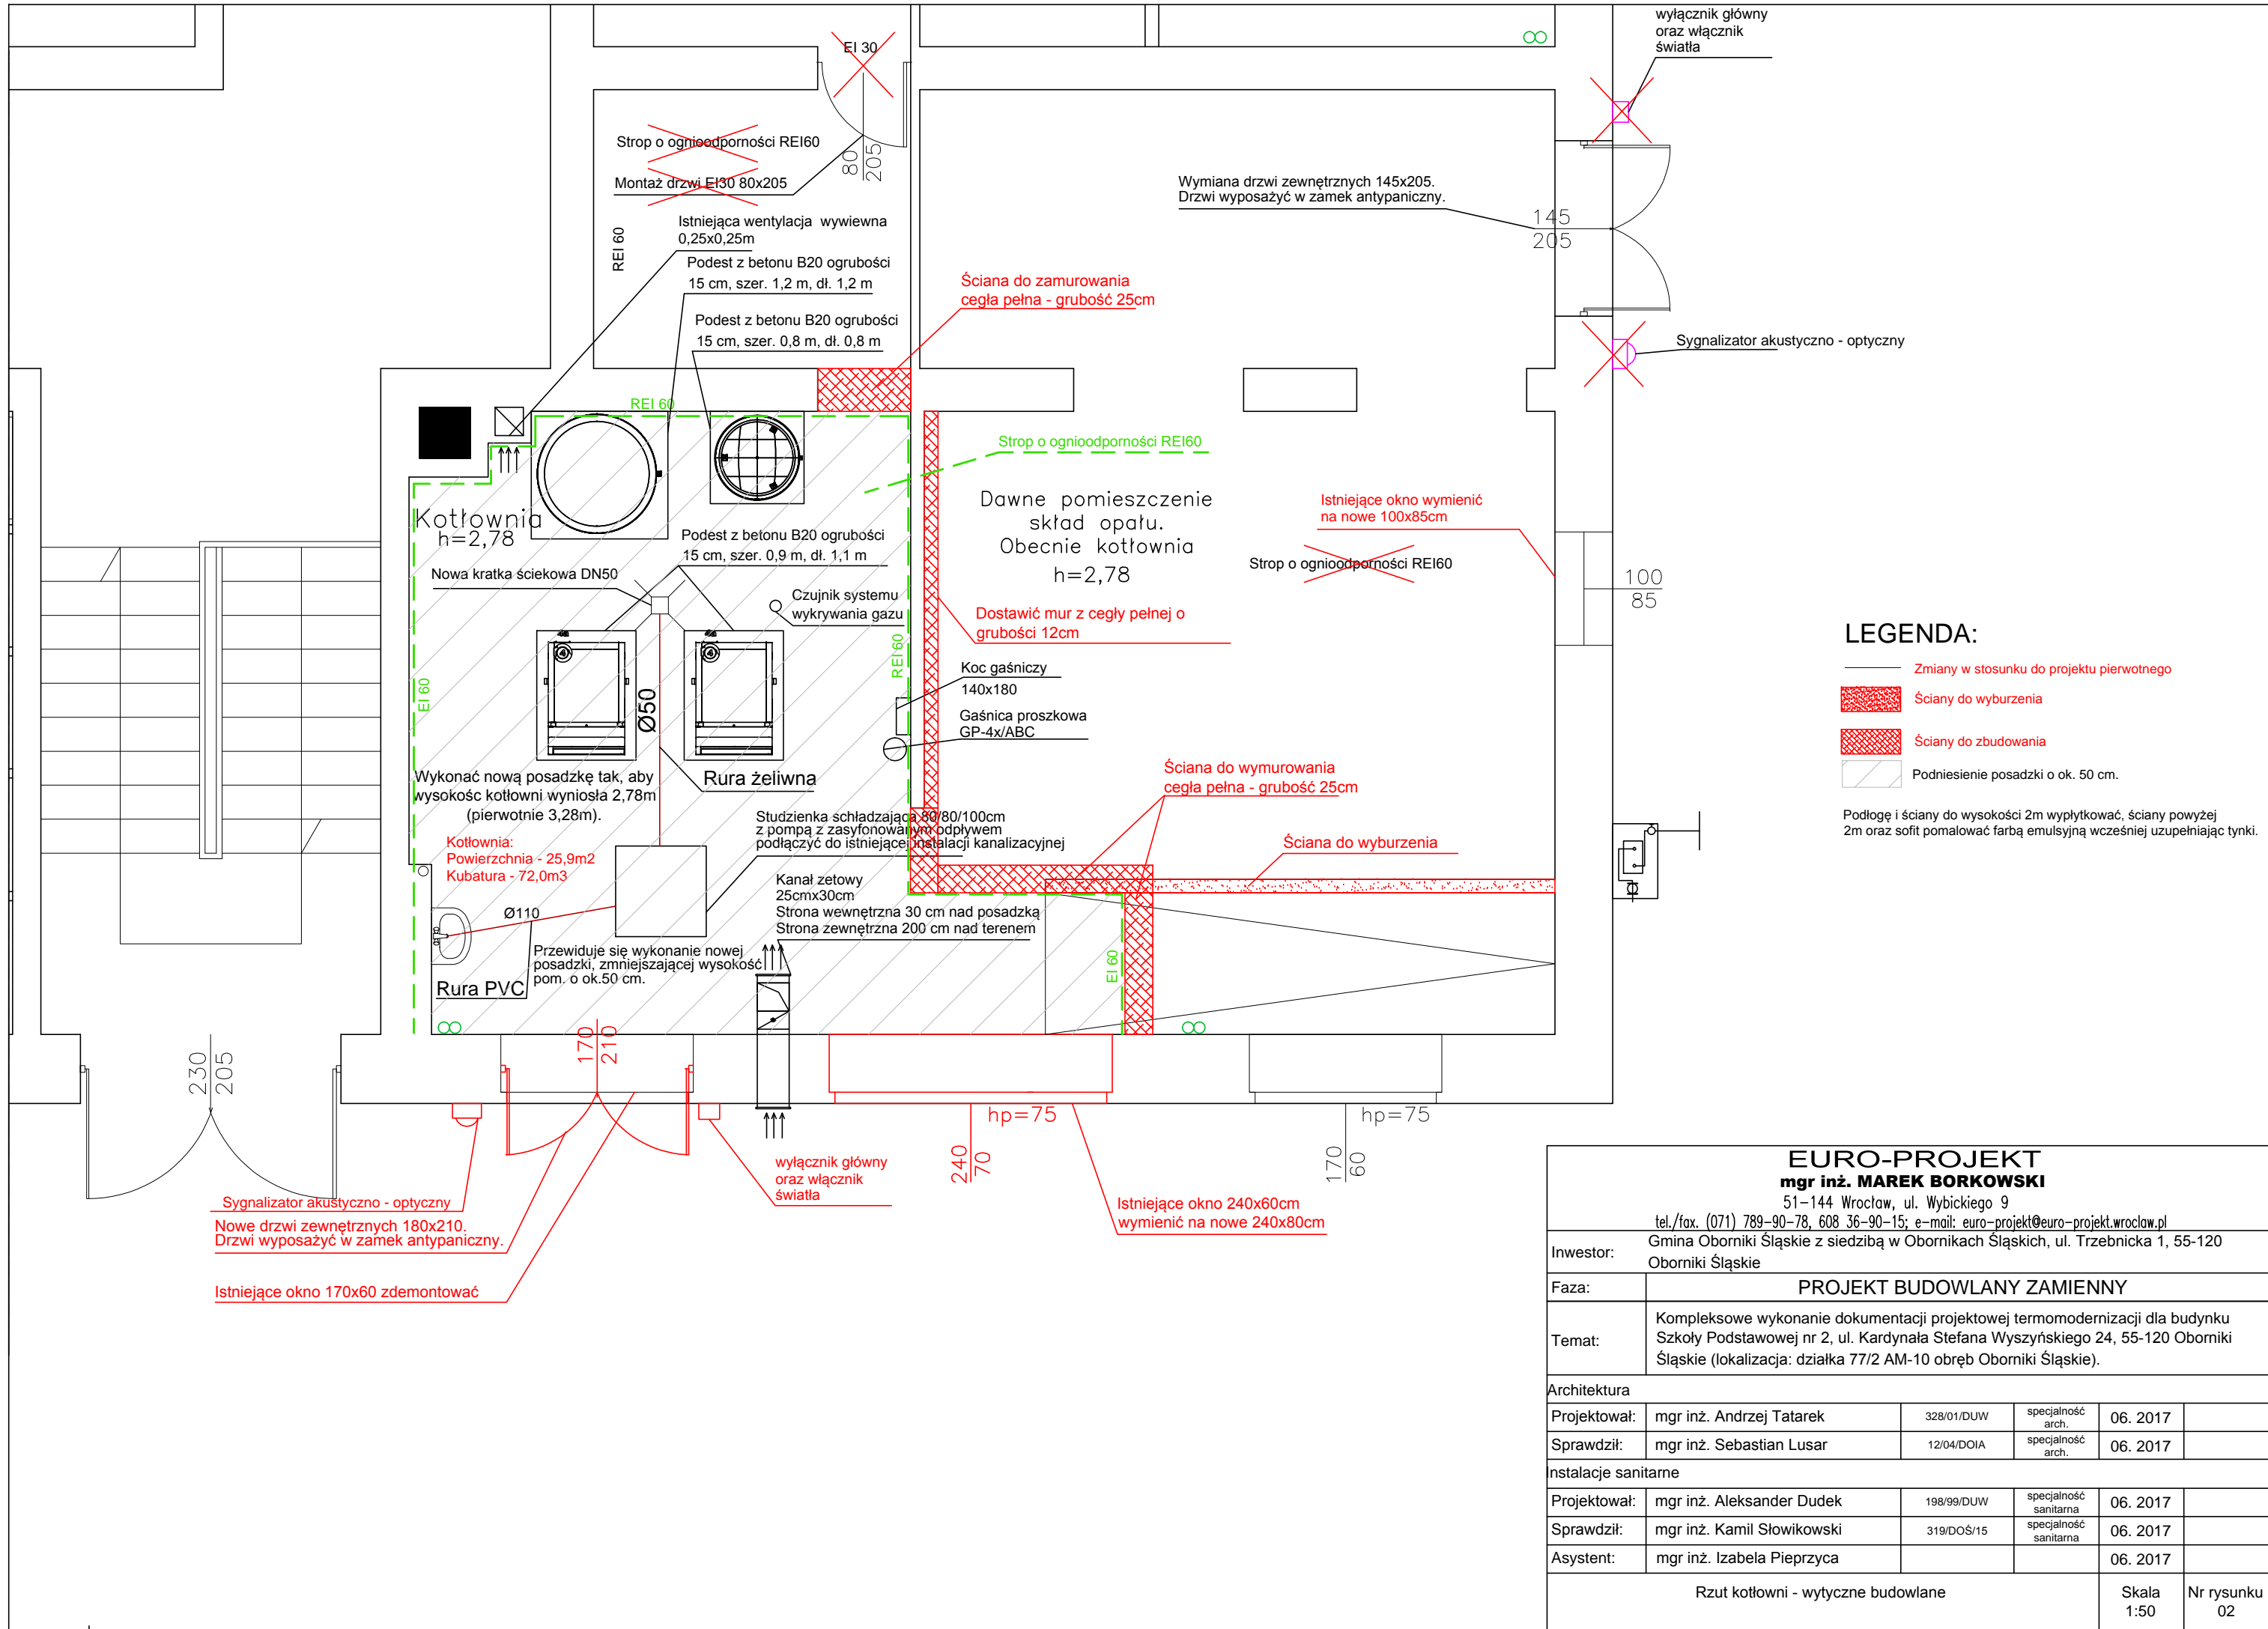 wyłącznik główny
oraz włącznik
światła
EI 30
Strop o ognioodporności REI60
80
205
Montaż drzwi EI30 80x205
Wymiana drzwi zewnętrznych 145x205.
Drzwi wyposażyć w zamek antypaniczny.
145
205
REI 60
Istniejąca wentylacja wywiewna
0,25x0,25m
Podest z betonu B20 ogrubości
15 cm, szer. 1,2 m, dł. 1,2 m
Ściana do zamurowania
cegła pełna - grubość 25cm
Podest z betonu B20 ogrubości
15 cm, szer. 0,8 m, dł. 0,8 m
Sygnalizator akustyczno - optyczny
REI 60
Strop o ognioodporności REI60
Kotłownia
h=2,78
Dawne pomieszczenie
skład opału.
Obecnie kotłownia
h=2,78
Istniejące okno wymienić
na nowe 100x85cm
Podest z betonu B20 ogrubości
15 cm, szer. 0,9 m, dł. 1,1 m
Strop o ognioodporności REI60
Nowa kratka ściekowa DN50
100
85
Czujnik systemu
wykrywania gazu
Dostawić mur z cegły pełnej o
grubości 12cm
REI 60
EI 60
Koc gaśniczy
140x180
Gaśnica proszkowa
GP-4x/ABC
Ø50
Rura żeliwna
Wykonać nową posadzkę tak, aby
wysokość kotłowni wyniosła 2,78m
(pierwotnie 3,28m).
Ściana do wymurowania
cegła pełna - grubość 25cm
Studzienka schładzająca 80/80/100cm
z pompą z zasyfonowanym odpływem
podłączyć do istniejącej instalacji kanalizacyjnej
Ściana do wyburzenia
Kotłownia:
Powierzchnia - 25,9m2
Kubatura - 72,0m3
Kanał zetowy
25cmx30cm
Strona wewnętrzna 30 cm nad posadzką
Strona zewnętrzna 200 cm nad terenem
Ø110
Przewiduje się wykonanie nowej
posadzki, zmniejszającej wysokość
pom. o ok.50 cm.
Rura PVC
EI 60
230
205
170
210
hp=75
240
70
hp=75
170
60
wyłącznik główny
oraz włącznik
światła
Sygnalizator akustyczno - optyczny
Nowe drzwi zewnętrznych 180x210.
Drzwi wyposażyć w zamek antypaniczny.
Istniejące okno 170x60 zdemontować
Istniejące okno 240x60cm
wymienić na nowe 240x80cm
LEGENDA:
Zmiany w stosunku do projektu pierwotnego
Ściany do wyburzenia
Ściany do zbudowania
Podniesienie posadzki o ok. 50 cm.
Podłogę i ściany do wysokości 2m wypłytkować, ściany powyżej
2m oraz sofit pomalować farbą emulsyjną wcześniej uzupełniając tynki.
EURO-PROJEKT
mgr inż. MAREK BORKOWSKI
51-144 Wrocław, ul. Wybickiego 9
tel./fax. (071) 789-90-78, 608 36-90-15; e-mail: euro-projekt@euro-projekt.wroclaw.pl
Inwestor: Gmina Oborniki Śląskie z siedzibą w Obornikach Śląskich, ul. Trzebnicka 1, 55-120
Oborniki Śląskie
Faza: PROJEKT BUDOWLANY ZAMIENNY
Temat: Kompleksowe wykonanie dokumentacji projektowej termomodernizacji dla budynku
Szkoły Podstawowej nr 2, ul. Kardynała Stefana Wyszyńskiego 24, 55-120 Oborniki
Śląskie (lokalizacja: działka 77/2 AM-10 obręb Oborniki Śląskie).
Architektura
Projektował: mgr inż. Andrzej Tatarek 328/01/DUW specjalność arch. 06. 2017
Sprawdził: mgr inż. Sebastian Lusar 12/04/DOIA specjalność arch. 06. 2017
Instalacje sanitarne
Projektował: mgr inż. Aleksander Dudek 198/99/DUW specjalność sanitarna 06. 2017
Sprawdził: mgr inż. Kamil Słowikowski 319/DOŚ/15 specjalność sanitarna 06. 2017
Asystent: mgr inż. Izabela Pieprzyca 06. 2017
Rzut kotłowni - wytyczne budowlane
Skala
1:50
Nr rysunku
02